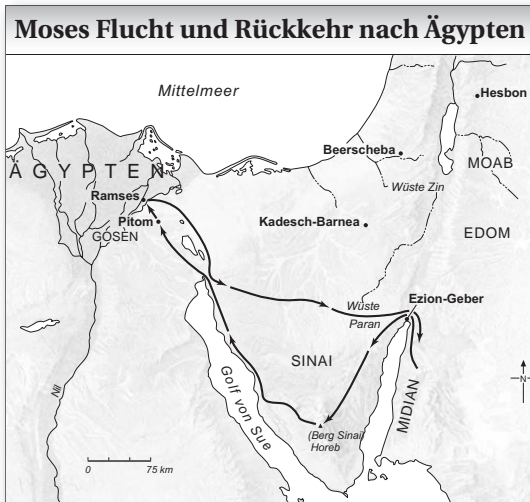 Moses Flucht und Rückkehr nach Ägypten
Mittelmeer
Hesbon
Beerscheba
MOAB
ÄGYPTEN
Wüste Zin
Ramses
Kadesch-Barnea
Pitom
GOSEN
EDOM
Ezion-Geber
Wüste
Paran
SINAI
N
MIDIAN
Golf von Sue
Nil
(Berg Sinai)
Horeb
0 75 km